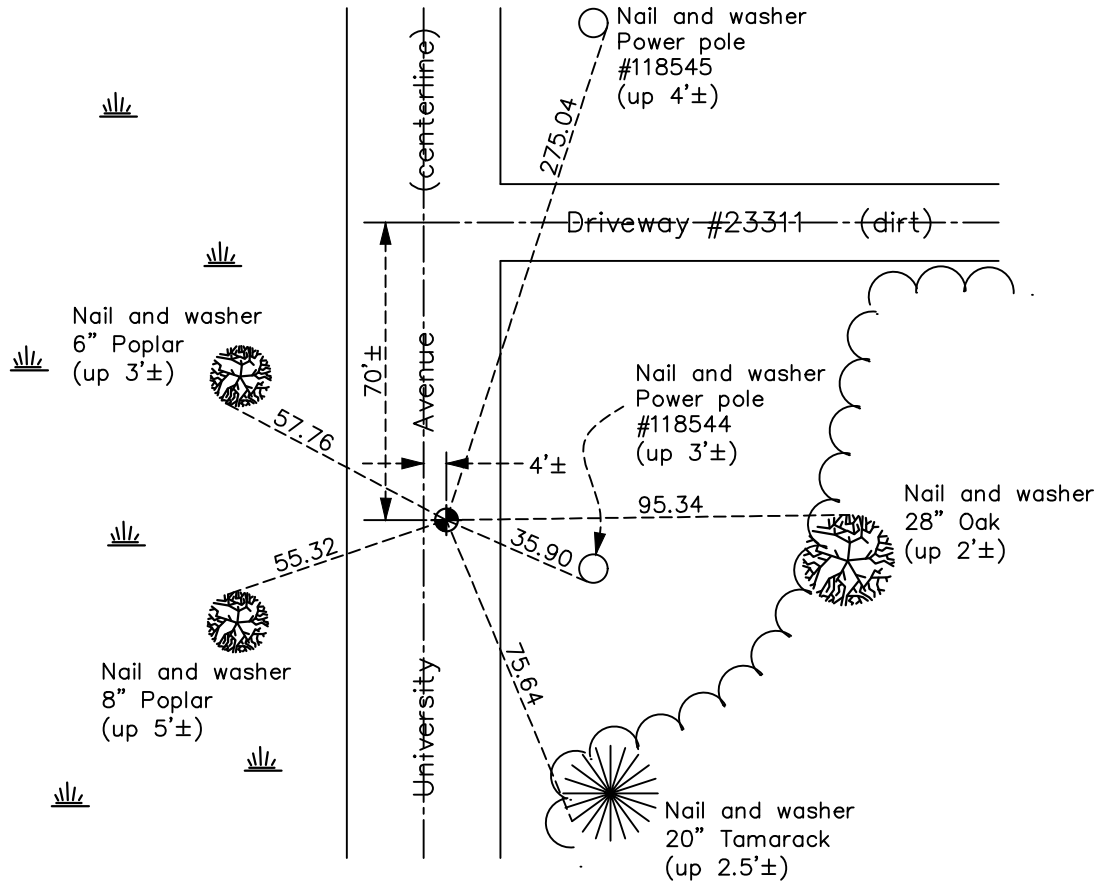 Nail and washer
Power pole
#118545
(up 4'±)
(centerline)
275.04
Driveway #23311 (dirt)
Nail and washer
6” Poplar
(up 3'±)
57.76
70'±
Avenue
4'±
Nail and washer
Power pole
#118544
(up 3'±)
95.34
Nail and washer
28” Oak
(up 2'±)
55.32
35.90
Nail and washer
8” Poplar
(up 5'±)
University
75.64
Nail and washer
20” Tamarack
(up 2.5'±)